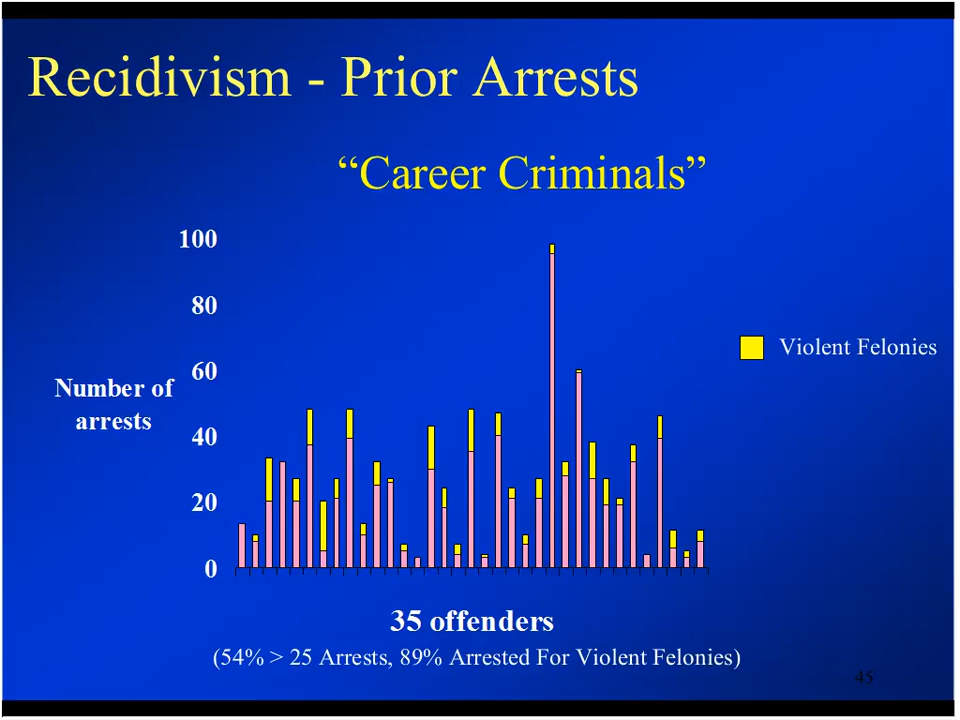 Recidivism - Prior Arrests
“Career Criminals”
100
80
60
40
20
0
Number of
arrests
Violent Felonies
35 offenders
(54% > 25 Arrests, 89% Arrested For Violent Felonies)
45